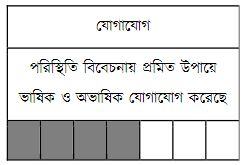 যোগাযোগ
পরিস্থিতি বিবেচনায় প্রমিত উপায়ে
ভাষিক ও অভাষিক যোগাযোগ করেছে